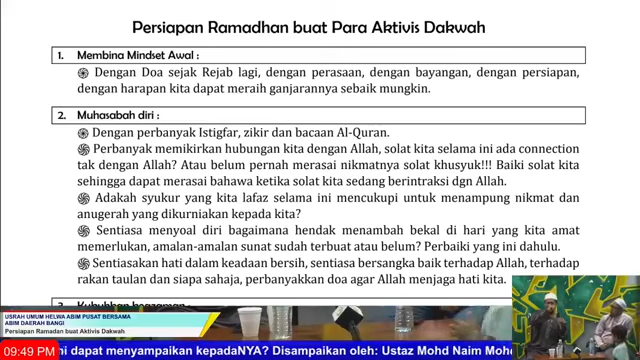 Persiapan Ramadhan buat Para Aktivis Dakwah
1. Membina Mindset Awal :
Dengan Doa sejak Rejab lagi, dengan perasaan, dengan bayangan, dengan persiapan,
dengan harapan kita dapat meraih ganjarannya sebaik mungkin.
2. Muhasabah diri :
Dengan perbanyak Istigfar, zikir dan bacaan Al-Quran.
Perbanyak memikirkan hubungan kita dengan Allah, solat kita selama ini ada connection
tak dengan Allah? Atau belum pernah merasai nikmatnya solat khusyuk!!! Baiki solat kita
sehingga dapat merasai bahawa ketika solat kita sedang berintraksi dgn Allah.
Adakah syukur yang kita lafaz selama ini mencukupi untuk menampung nikmat dan
anugerah yang dikurniakan kepada kita?
Sentiasa menyoal diri bagaimana hendak menambah bekal di hari yang kita amat
memerlukan, amalan-amalan sunat sudah terbuat atau belum? Perbaiki yang ini dahulu.
Sentiasakan hati dalam keadaan bersih, sentiasa bersangka baik terhadap Allah, terhadap
rakan taulan dan siapa sahaja, perbanyakkan doa agar Allah menjaga hati kita.
3. Kukuhkan keazaman :
USRAH UMUM HELWA ABIM PUSAT BERSAMA
ABIM DAERAH BANGI
Persiapan Ramadan buat Aktivis Dakwah
09:49 PM ni dapat menyampaikan kepadaNYA? Disampaikan oleh: Ustaz Mohd Naim Moh